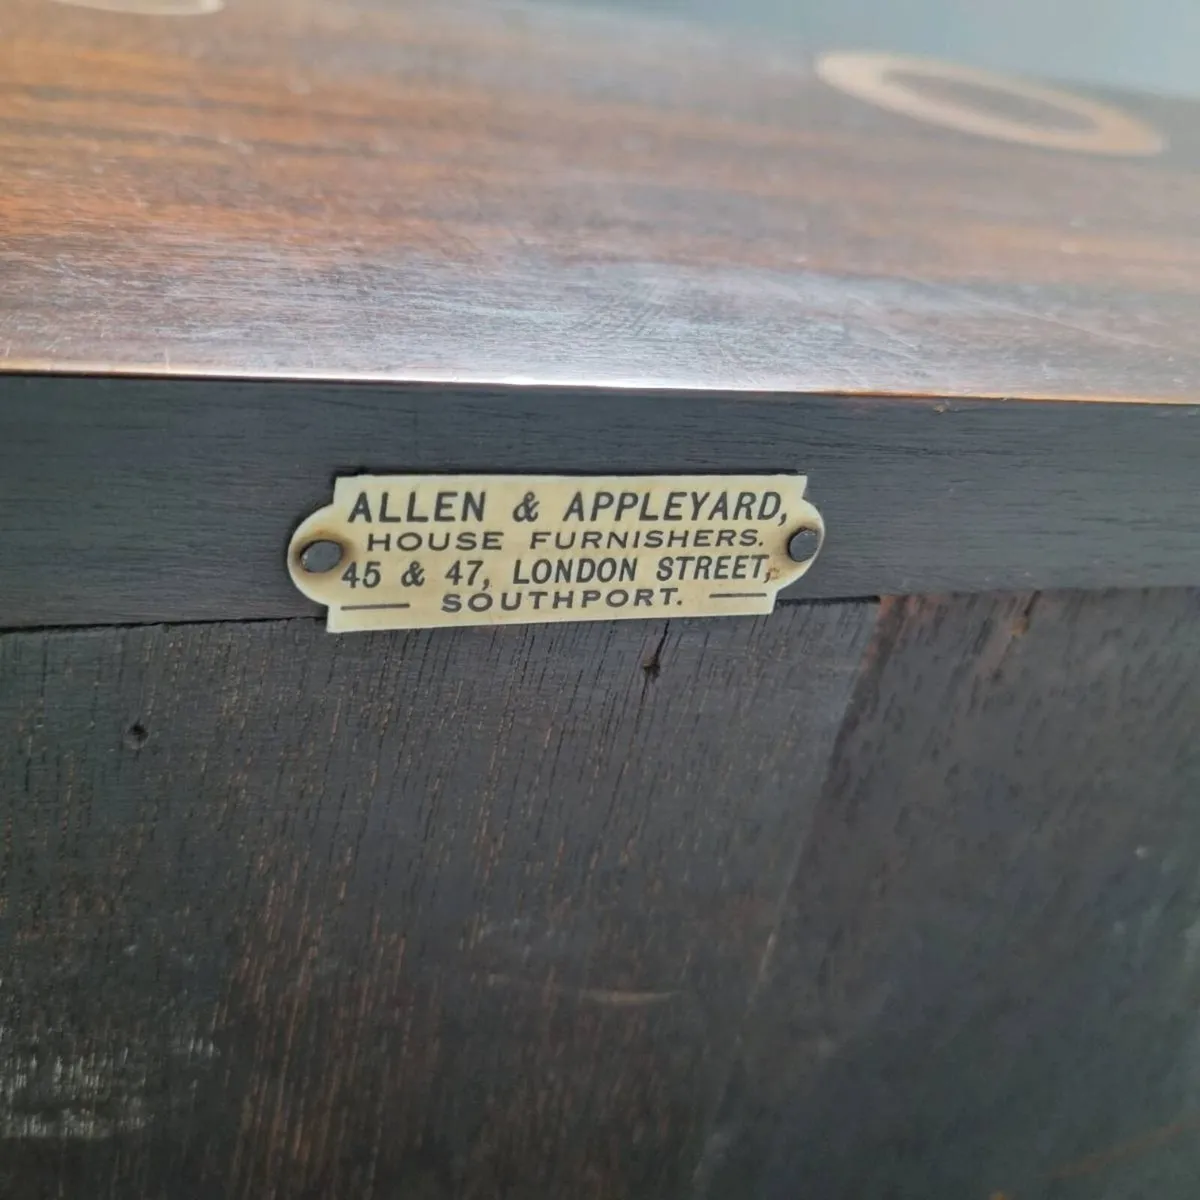 ALLEN & APPLEYARD,
HOUSE FURNISHERS.
45 & 47, LONDON STREET,
SOUTHPORT.